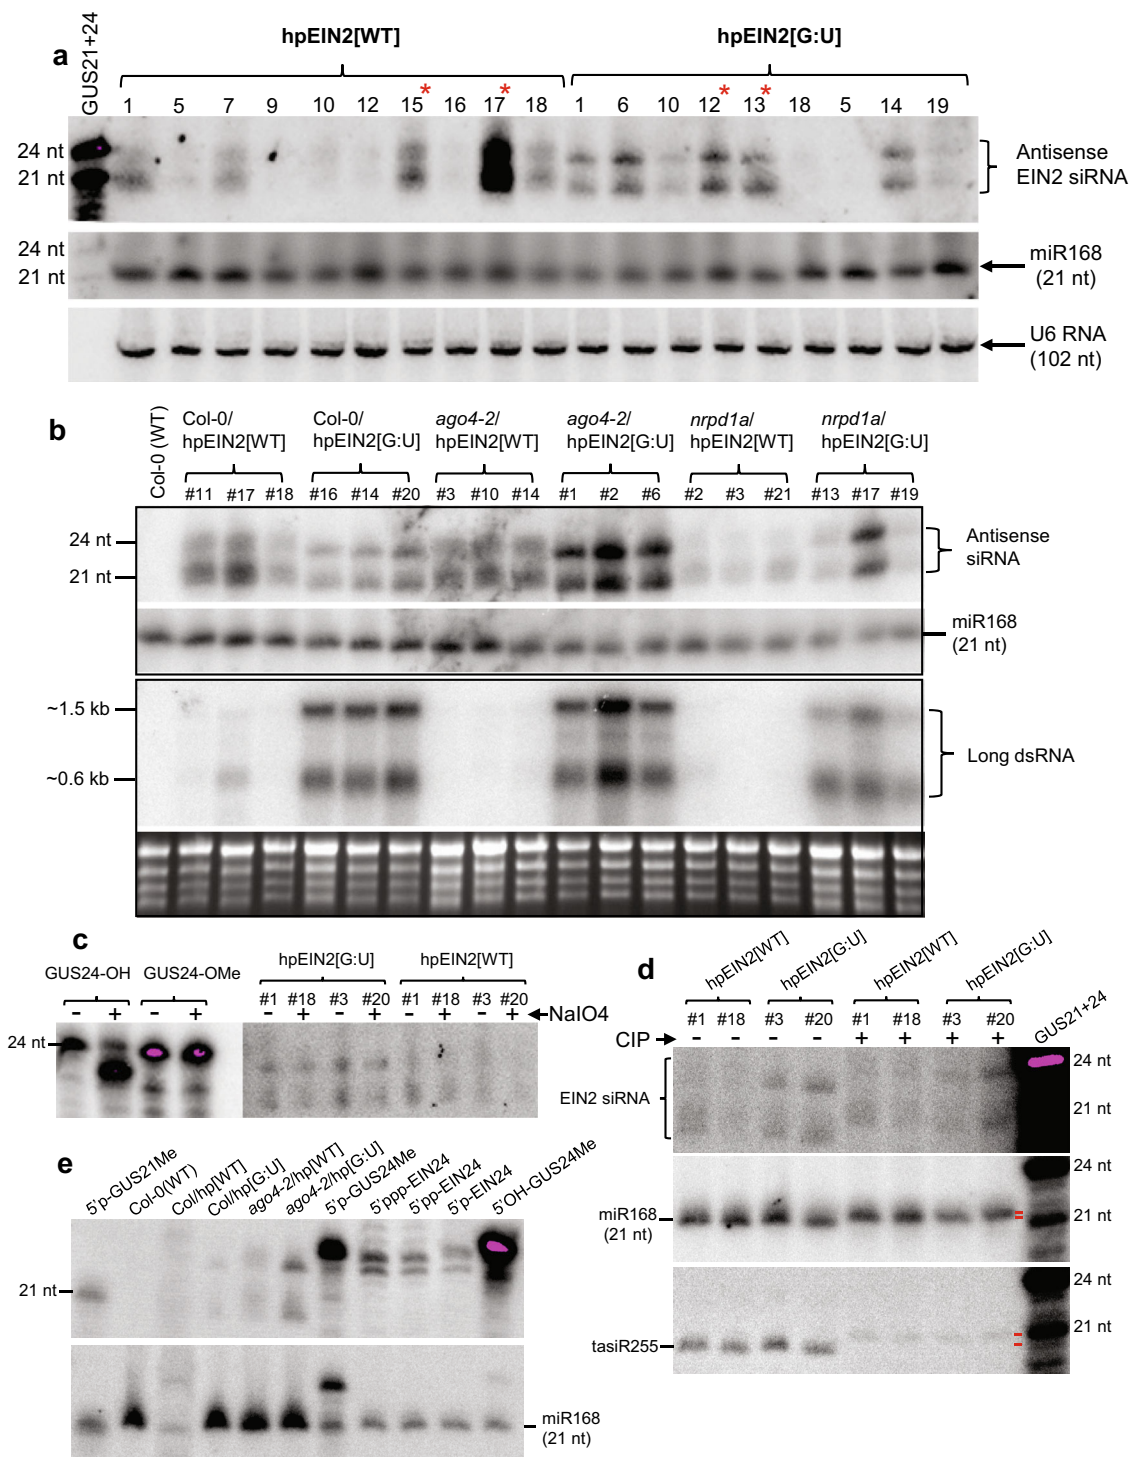 a
GUS21+24
hpEIN2[WT]
hpEIN2[G:U]
1 5 7 9 10 12 15 * 16 17 * 18 1 6 10 12 * 13 * 18 5 14 19
24 nt
21 nt
Antisense
EIN2 siRNA
24 nt
21 nt
miR168
(21 nt)
U6 RNA
(102 nt)
b
Col-0 (WT)
Col-0/
hpEIN2[WT]
Col-0/
hpEIN2[G:U]
ago4-2/
hpEIN2[WT]
ago4-2/
hpEIN2[G:U]
nrpd1a/
hpEIN2[WT]
nrpd1a/
hpEIN2[G:U]
#11 #17 #18 #16 #14 #20 #3 #10 #14 #1 #2 #6 #2 #3 #21 #13 #17 #19
24 nt
21 nt
Antisense
siRNA
miR168
(21 nt)
~1.5 kb
~0.6 kb
Long dsRNA
c
GUS24-OH GUS24-OMe
hpEIN2[G:U] hpEIN2[WT]
#1 #18 #3 #20 #1 #18 #3 #20
- + - + - + - + - + - + NaIO4
24 nt
d
hpEIN2[WT]
hpEIN2[G:U]
hpEIN2[WT]
hpEIN2[G:U]
GUS21+24
#1 #18 #3 #20 #1 #18 #3 #20
CIP - - - - + + + +
EIN2 siRNA
24 nt
21 nt
miR168
(21 nt)
24 nt
21 nt
tasiR255
24 nt
21 nt
e
5'p-GUS21Me
Col-0(WT)
Col/hp[WT]
Col/hp[G:U]
ago4-2/hp[WT]
ago4-2/hp[G:U]
5'p-GUS24Me
5'ppp-EIN24
5'pp-EIN24
5'p-EIN24
5'OH-GUS24Me
21 nt
miR168
(21 nt)